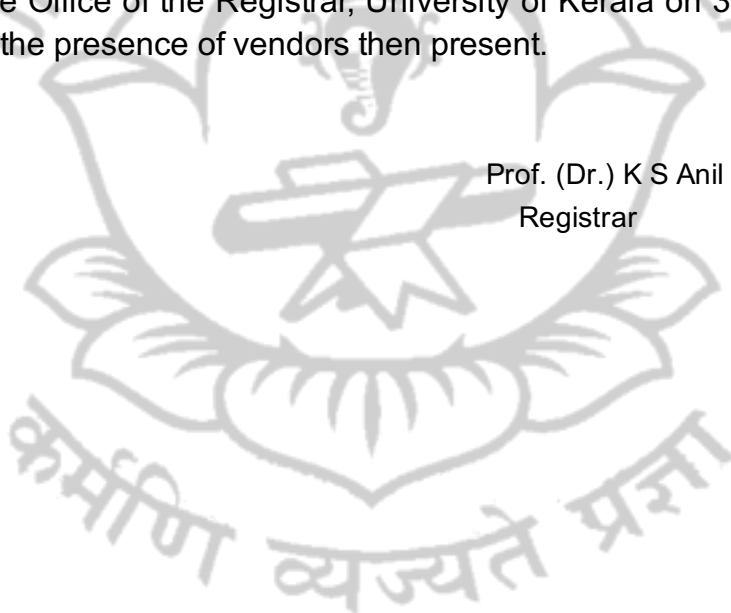 e Office of the Registrar, University of Kerala on 3
the presence of vendors then present.
Prof. (Dr.) K S Anil
Registrar
कर्मणि व्यज्यते प्रज्ञा